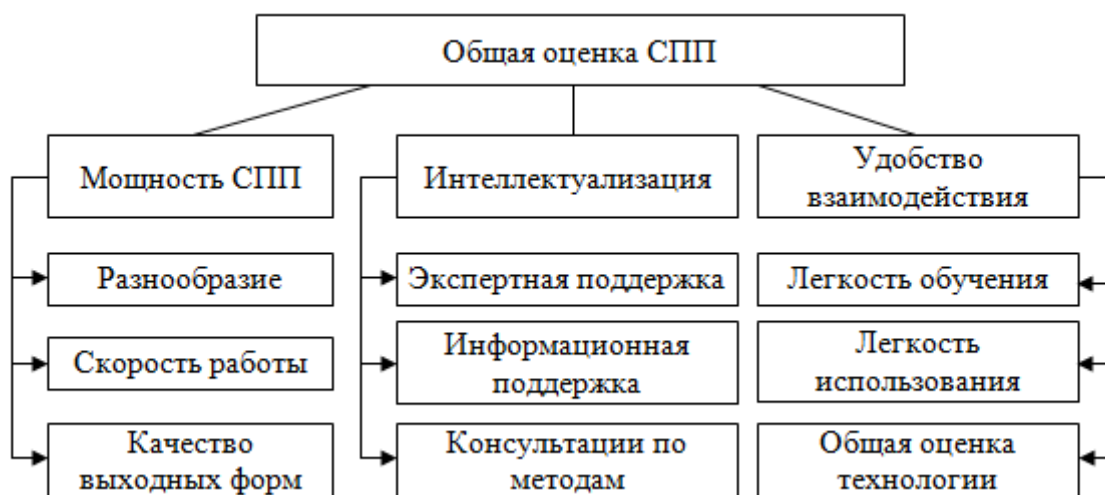 Общая оценка СПП
Мощность СПП
Интеллектуализация
Удобство
взаимодействия
Разнообразие
Экспертная поддержка
Легкость обучения
Скорость работы
Информационная
поддержка
Легкость
использования
Качество
выходных форм
Консультации по
методам
Общая оценка
технологии